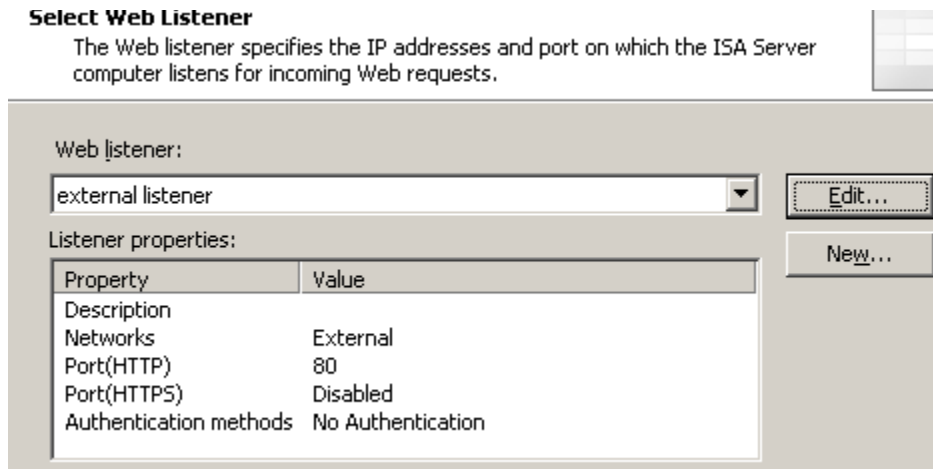 Select Web Listener
The Web listener specifies the IP addresses and port on which the ISA Server
computer listens for incoming Web requests.
Web listener:
external listener
Edit...
Listener properties:
New...
Property Value
Description
Networks External
Port(HTTP) 80
Port(HTTPS) Disabled
Authentication methods No Authentication